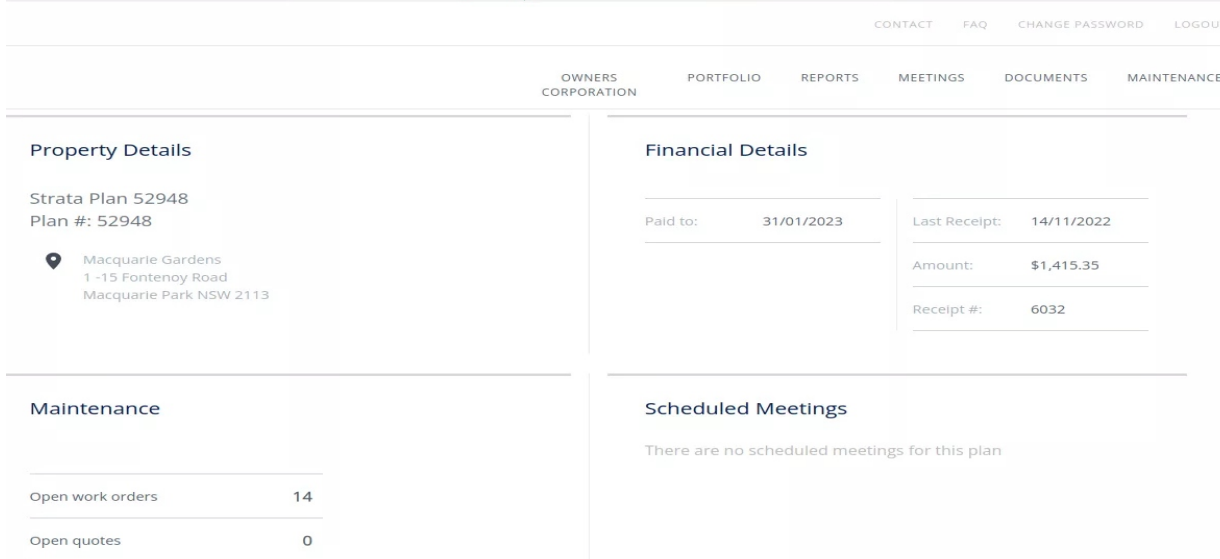 CONTACT FAQ CHANGE PASSWORD LOGOU
OWNERS CORPORATION PORTFOLIO REPORTS MEETINGS DOCUMENTS MAINTENANCE
Property Details
Strata Plan 52948
Plan #: 52948
Macquarie Gardens
1 -15 Fontenoy Road
Macquarie Park NSW 2113
Financial Details
Paid to: 31/01/2023
Last Receipt: 14/11/2022
Amount: $1,415.35
Receipt #: 6032
Maintenance
Open work orders 14
Open quotes 0
Scheduled Meetings
There are no scheduled meetings for this plan